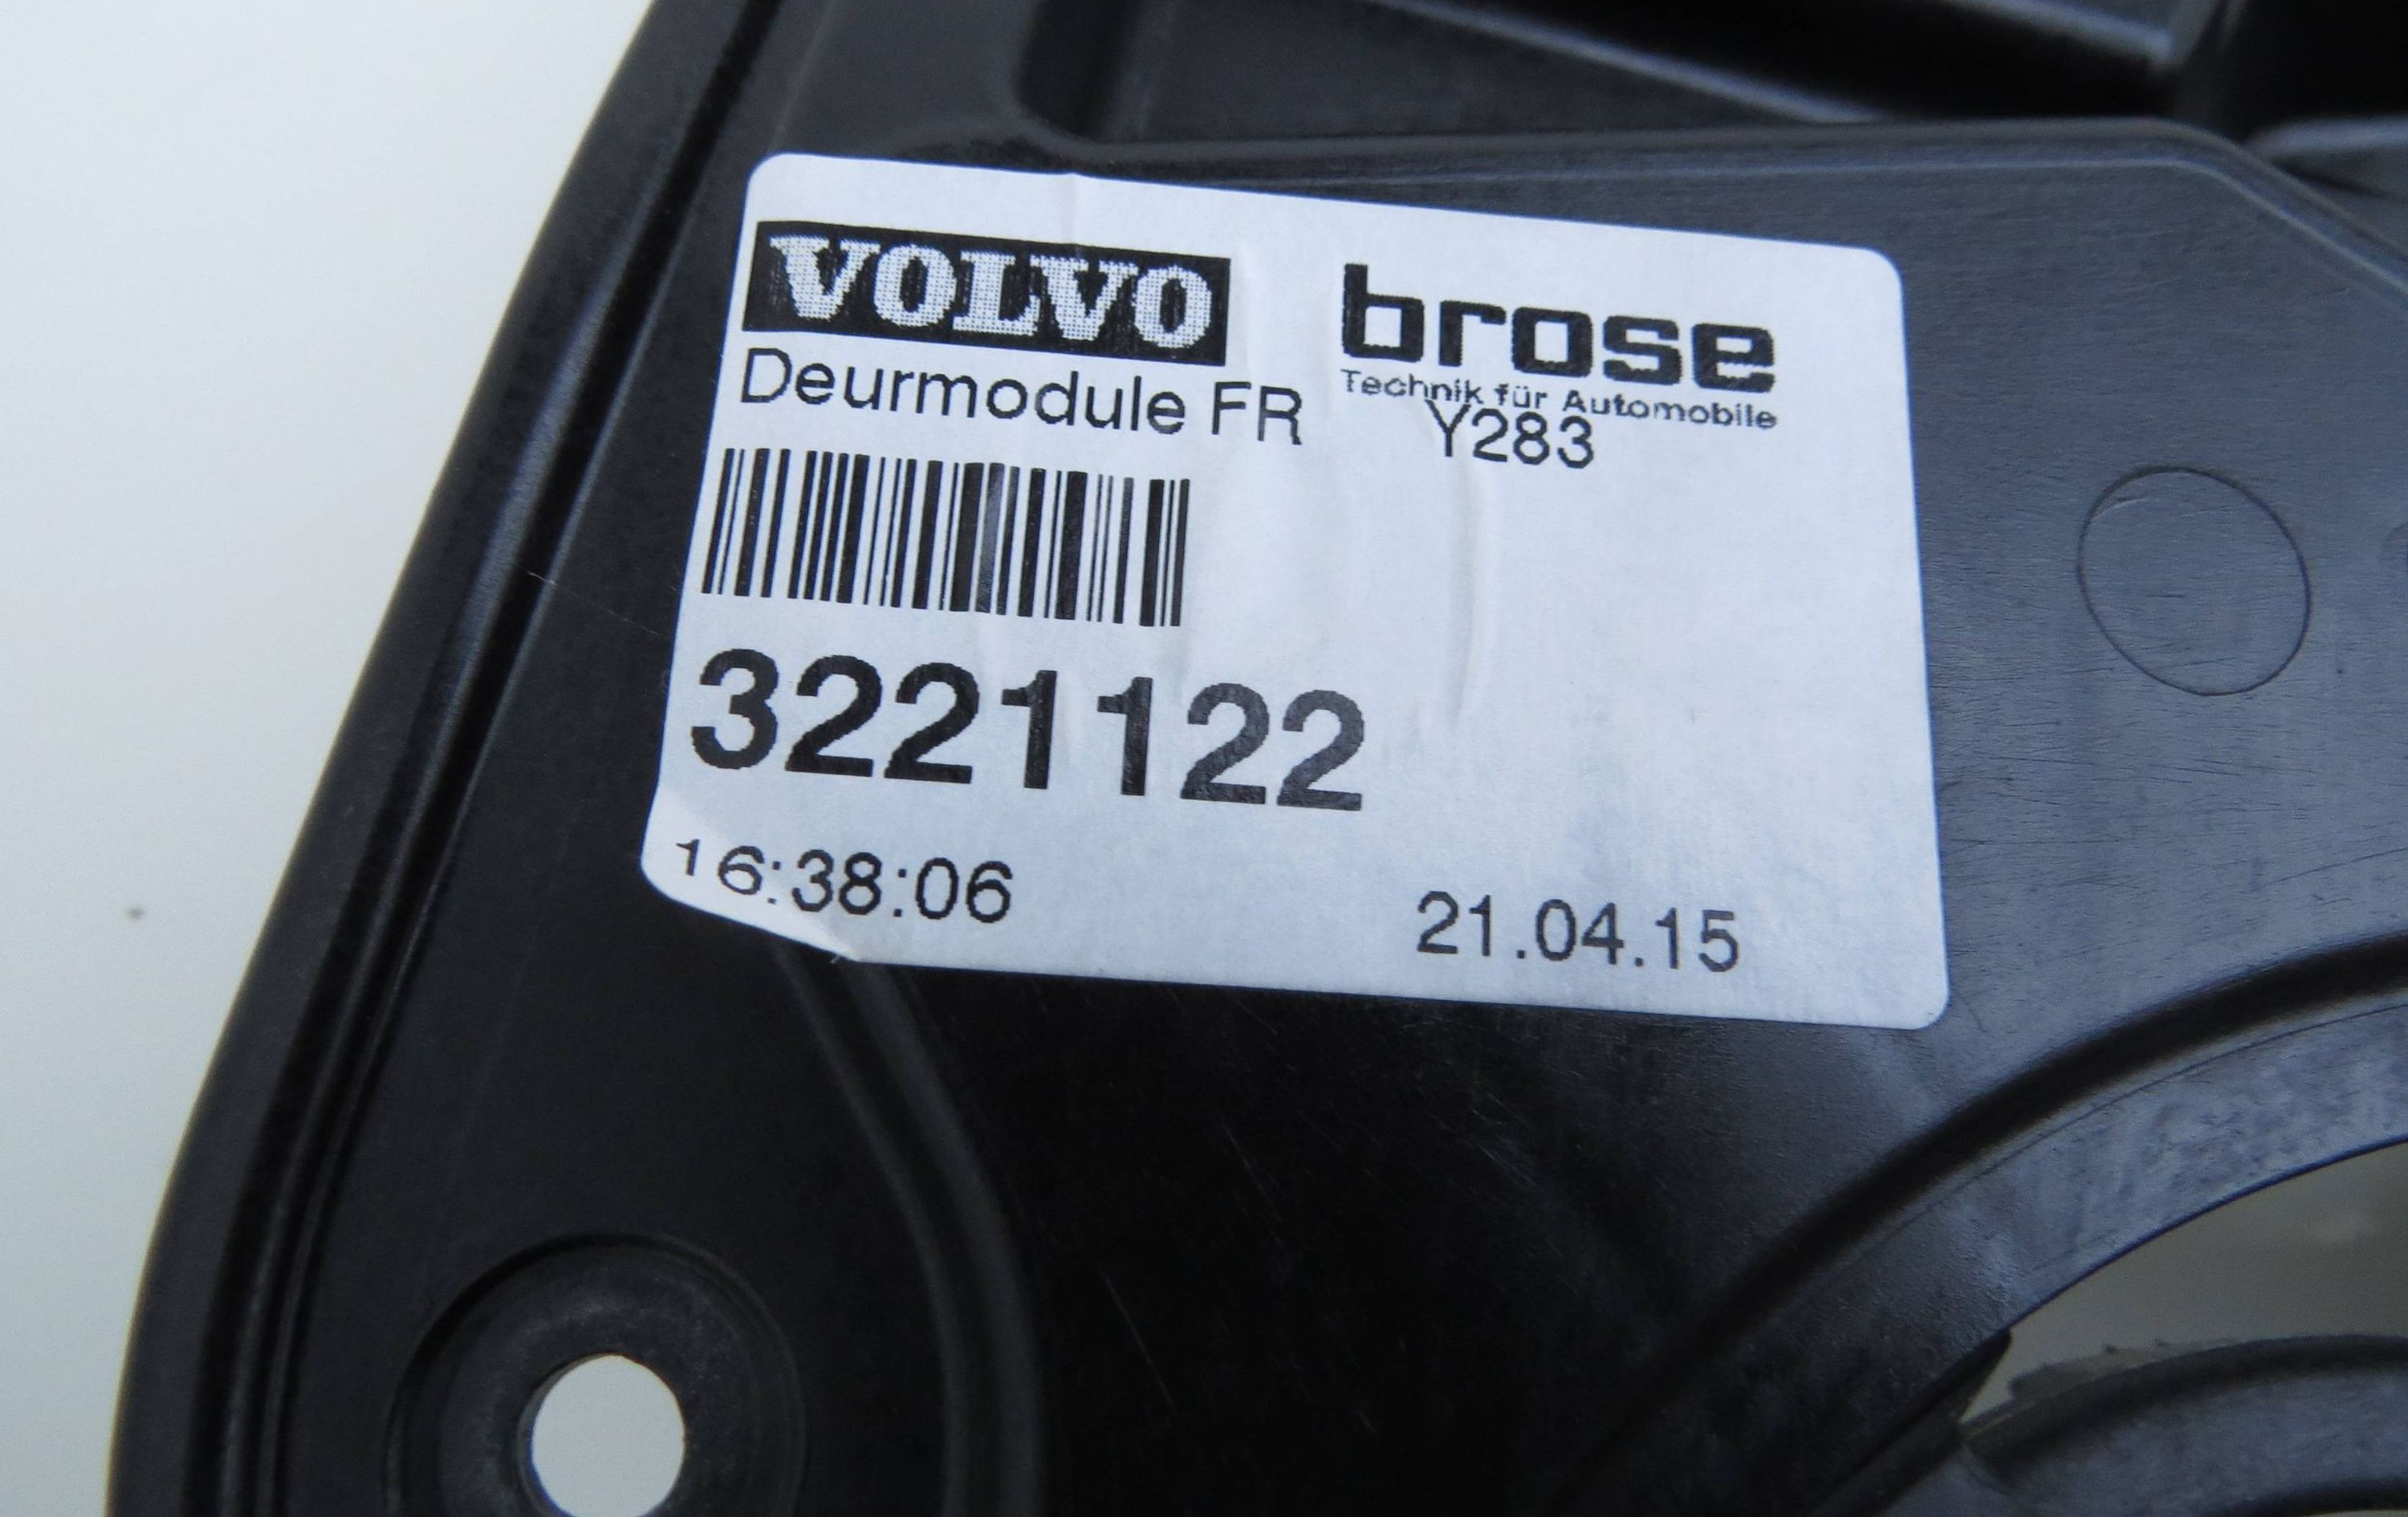 VOLVO
brose
Technik für Automobile
Deurmodule FR
Y283
3221122
16:38:06
21.04.15